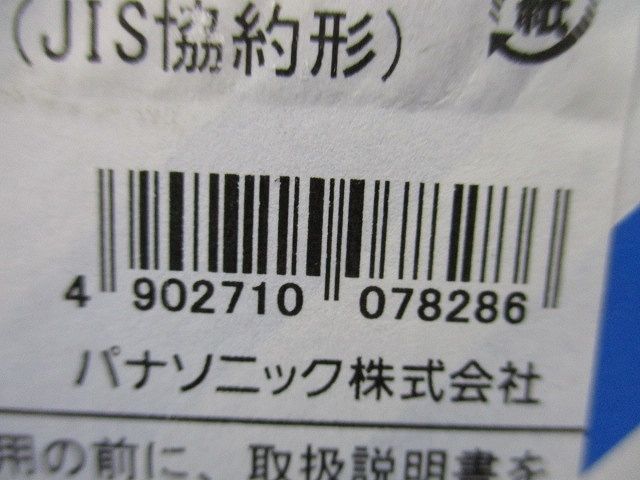 (JIS協約形)
紙
4 902710 078286
パナソニック株式会社
用の前に、取扱説明書を